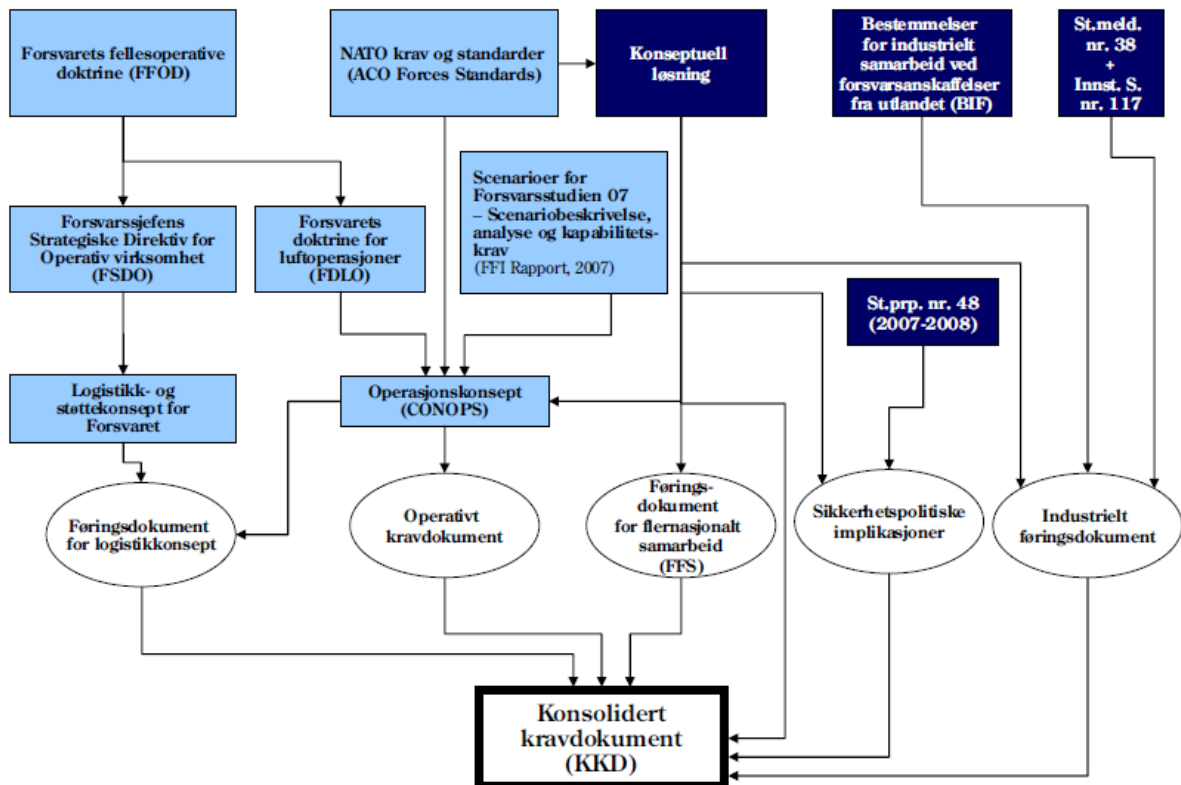 Forsvarets fellesoperative
doktrine (FFOD)
NATO krav og standarder
(ACO Forces Standards)
Konseptuell
løsning
Bestemmelser
for industrielt
samarbeid ved
forsvarsanskaffelser
fra utlandet (BIF)
St.meld.
nr. 38
+
Innst. S.
nr. 117
Scenarioer for
Forsvarsstudien 07
– Scenariobeskrivelse,
analyse og kapabilitets-
krav
(FFI Rapport, 2007)
Forsvarssjefens
Strategiske Direktiv for
Operativ virksomhet
(FSDO)
Forsvarets
doktrine for
luftoperasjoner
(FDLO)
St.prp. nr. 48
(2007-2008)
Logistikk- og
støttekonsept for
Forsvaret
Operasjonskonsept
(CONOPS)
Føringsdokument
for logistikkonsept
Operativt
kravdokument
Førings-
dokument
for flernasjonalt
samarbeid
(FFS)
Sikkerhetspolitiske
implikasjoner
Industrielt
føringsdokument
Konsolidert
kravdokument
(KKD)